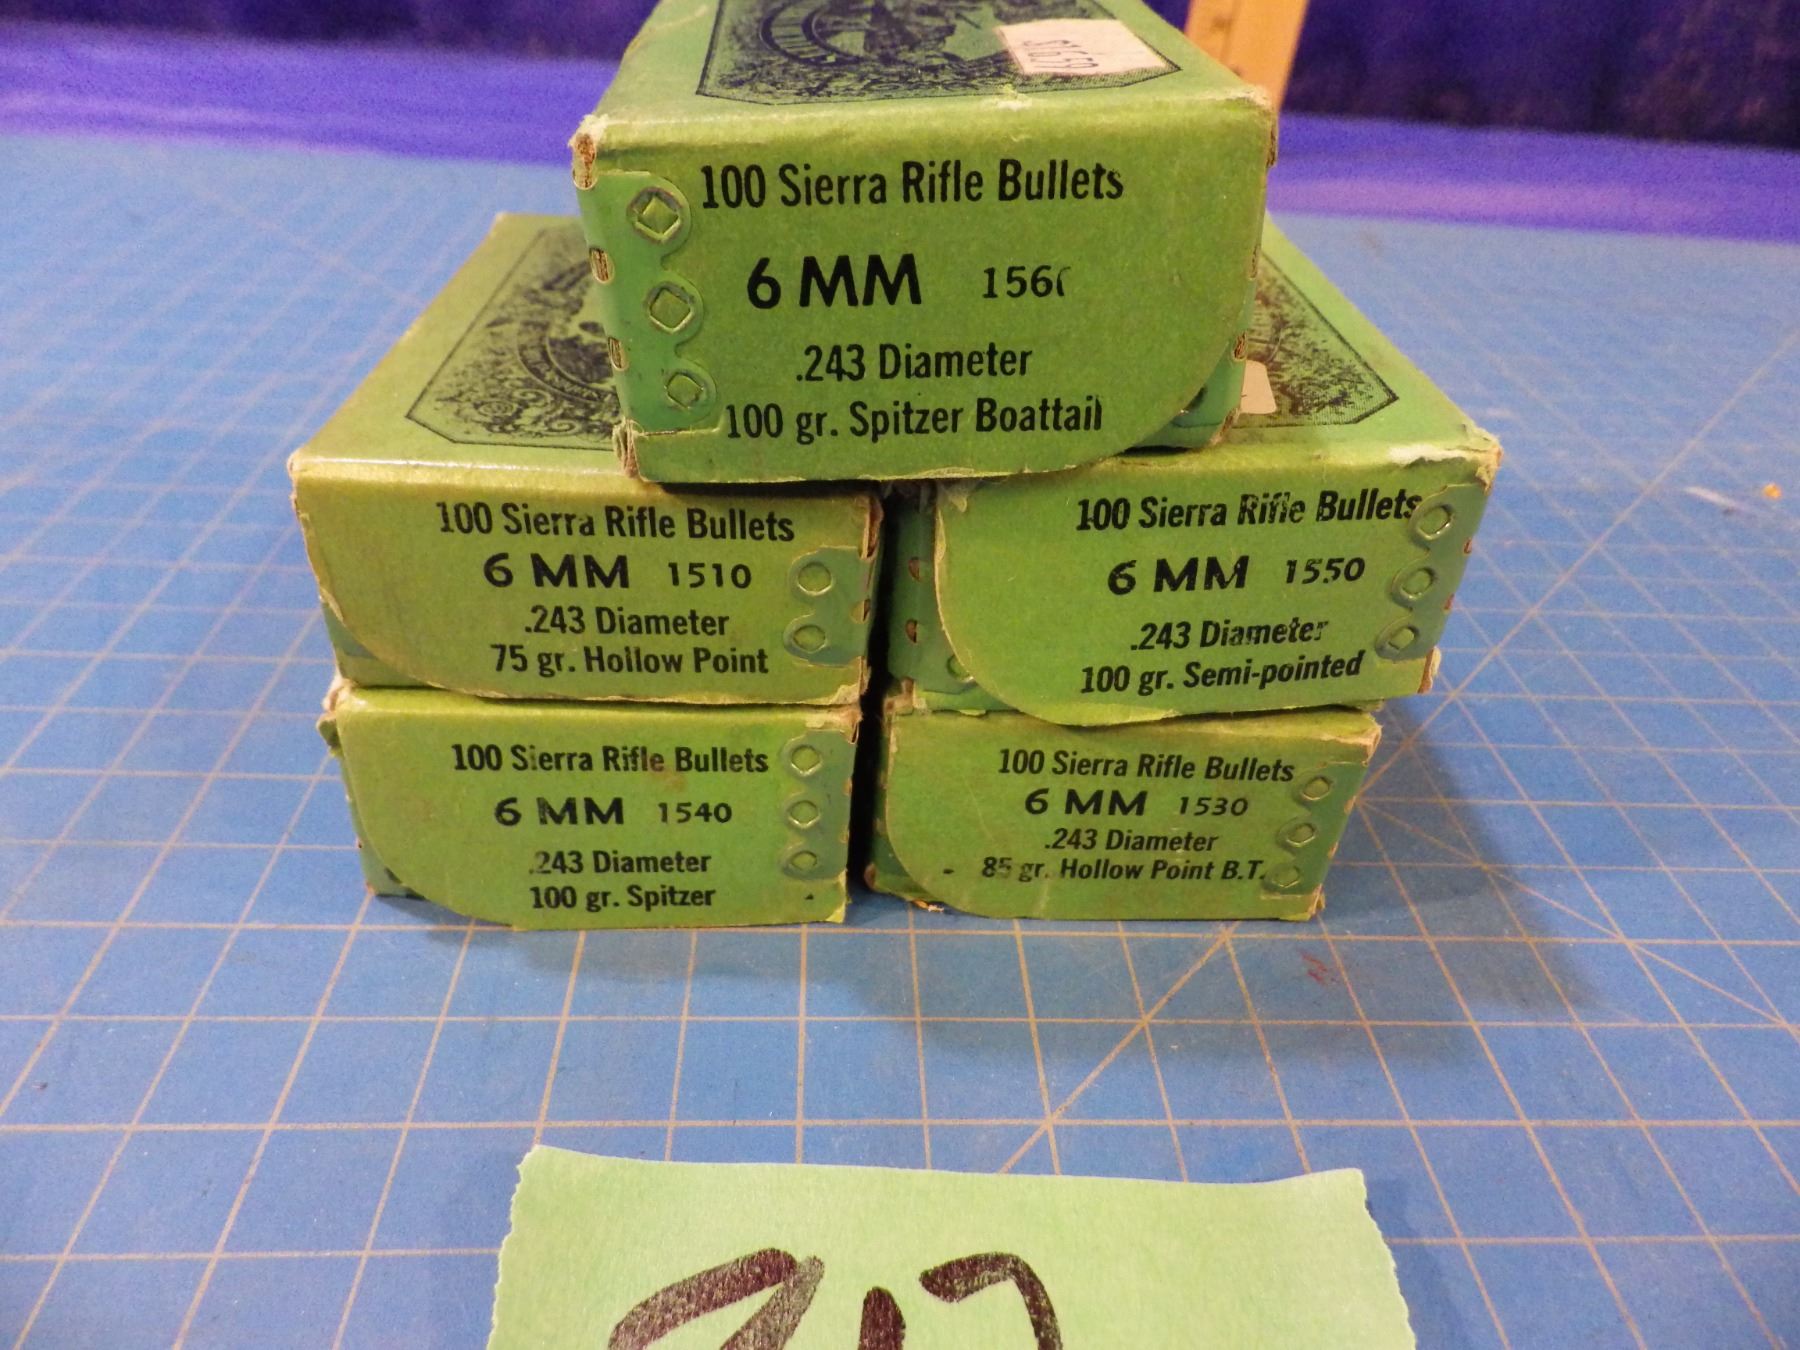 100 Sierra Rifle Bullets
6 MM 156
.243 Diameter
100 gr. Spitzer Boattail
100 Sierra Rifle Bullets
6 MM 1510
.243 Diameter
75 gr. Hollow Point
100 Sierra Rifle Bullets
6 MM 1550
.243 Diameter
100 gr. Semi-pointed
100 Sierra Rifle Bullets
6 MM 1540
.243 Diameter
100 gr. Spitzer
100 Sierra Rifle Bullets
6 MM 1530
.243 Diameter
85 gr. Hollow Point B.T.